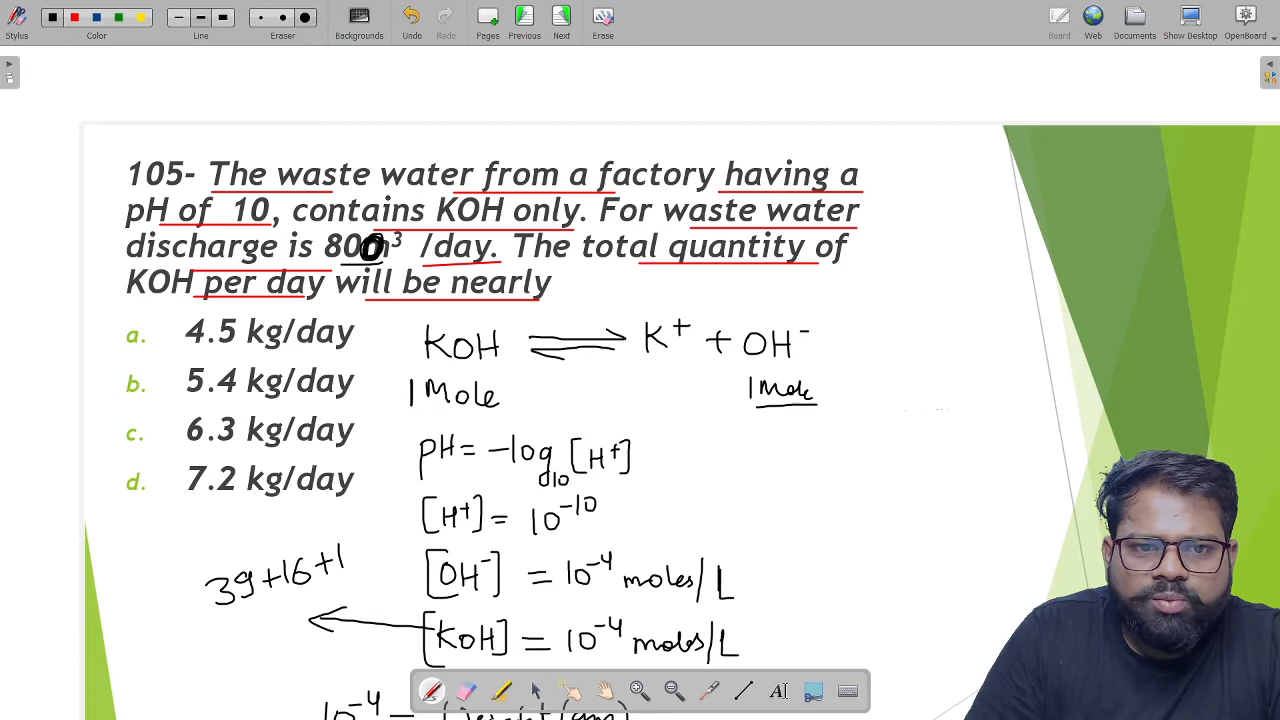 Stylus
Color
Line
Eraser
Backgrounds
Undo
Redo
Pages
Previous
Next
Erase
Board
Web
Documents
Show Desktop
OpenBoard
105- The waste water from a factory having a
pH of 10, contains KOH only. For waste water
discharge is 800³ /day. The total quantity of
KOH per day will be nearly
a. 4.5 kg/day
b. 5.4 kg/day
c. 6.3 kg/day
d. 7.2 kg/day
KOH ⇌ K⁺ + OH⁻
1 Mole 1 Mole
pH = -log₁₀ [H⁺]
[H⁺] = 10⁻¹⁰
[OH⁻] = 10⁻⁴ moles/L
39+16+1
[KOH] = 10⁻⁴ moles/L
10⁻⁴ =